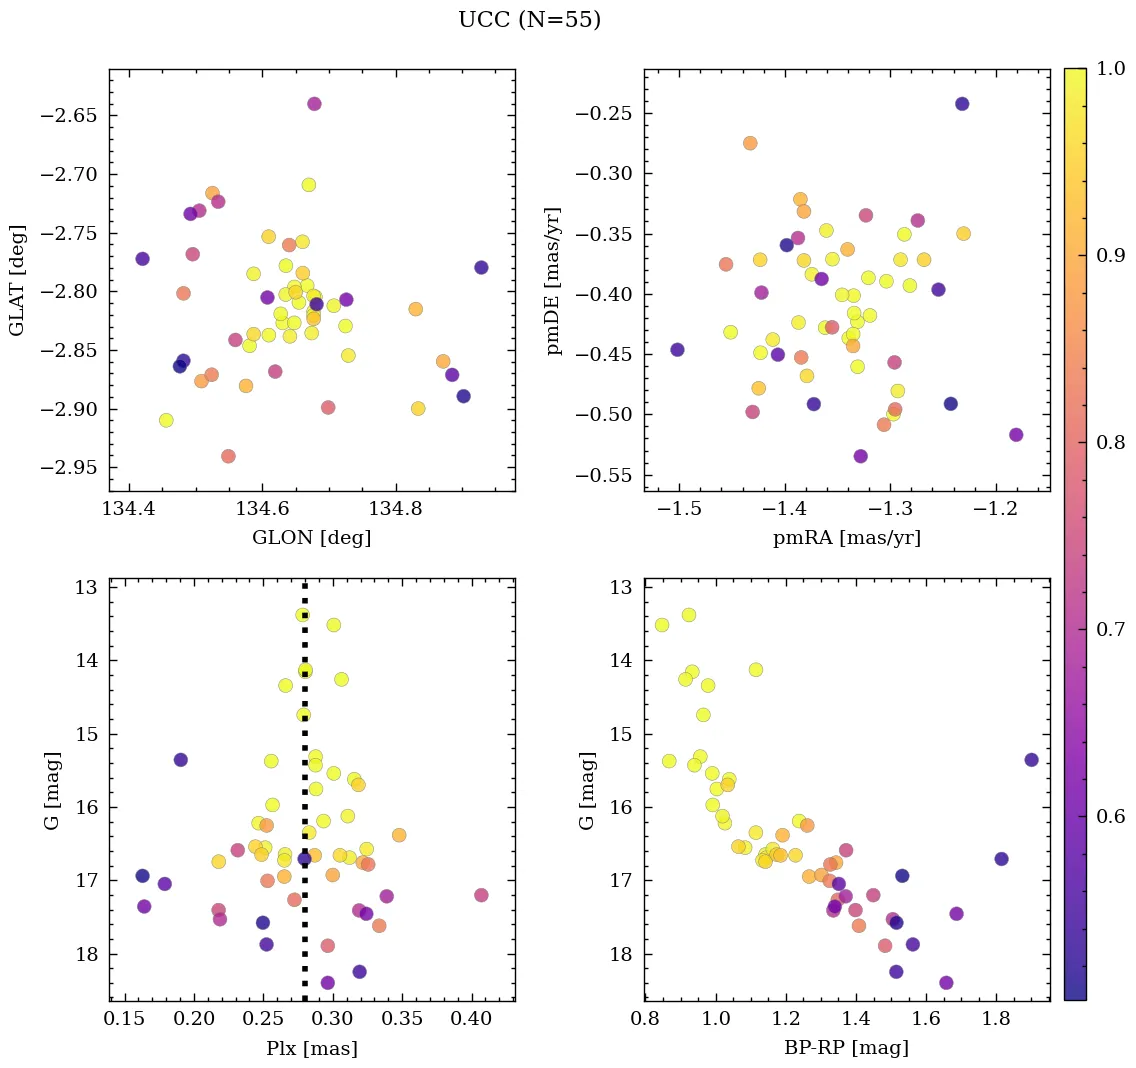 UCC (N=55)
−2.65
−2.70
−2.75
−2.80
−2.85
−2.90
−2.95
GLAT [deg]
134.4 134.6 134.8
GLON [deg]
−0.25
−0.30
−0.35
−0.40
−0.45
−0.50
−0.55
pmDE [mas/yr]
−1.5 −1.4 −1.3 −1.2
pmRA [mas/yr]
1.0
0.9
0.8
0.7
0.6
13
14
15
16
17
18
G [mag]
0.15 0.20 0.25 0.30 0.35 0.40
Plx [mas]
13
14
15
16
17
18
G [mag]
0.8 1.0 1.2 1.4 1.6 1.8
BP-RP [mag]